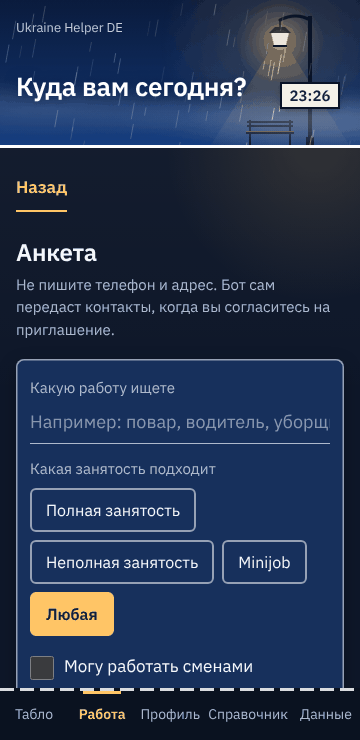 Ukraine Helper DE
Куда вам сегодня?
23:26
Назад
Анкета
Не пишите телефон и адрес. Бот сам
передаст контакты, когда вы согласитесь на
приглашение.
Какую работу ищете
Например: повар, водитель, уборщи
Какая занятость подходит
Полная занятость
Неполная занятость Minijob
Любая
Могу работать сменами
Табло Работа Профиль Справочник Данные